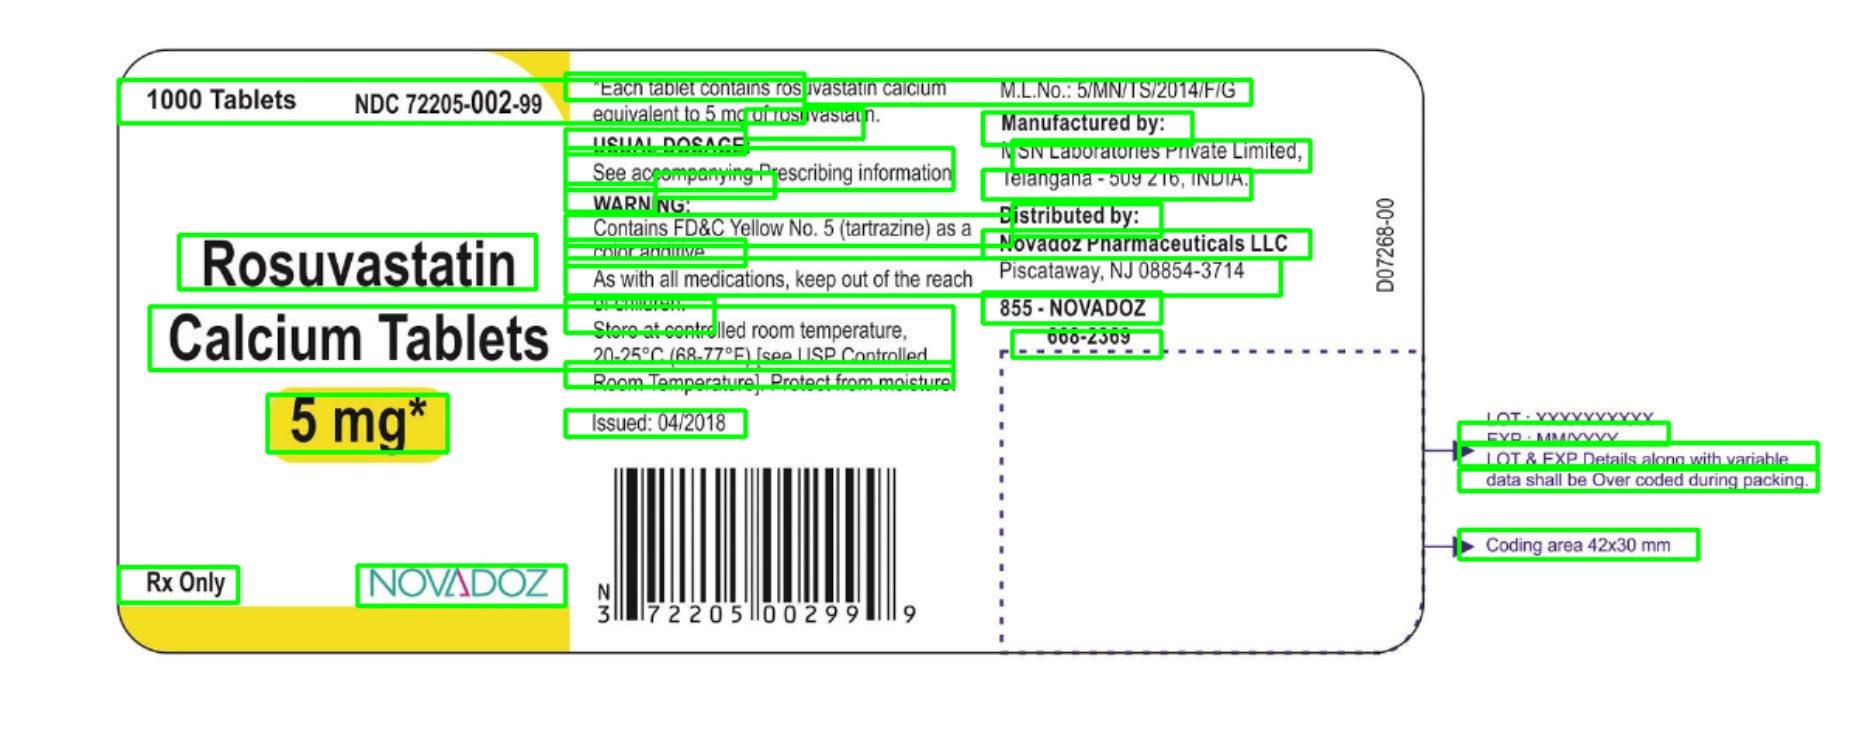 1000 Tablets NDC 72205-002-99
Rosuvastatin
Calcium Tablets
5 mg*
Rx Only NOVADOZ
*Each tablet contains rosuvastatin calcium
equivalent to 5 mg of rosuvastatin.
USUAL DOSAGE:
See accompanying Prescribing information
WARNING:
Contains FD&C Yellow No. 5 (tartrazine) as a
color additive.
As with all medications, keep out of the reach
of children.
Store at controlled room temperature,
20-25°C (68-77°F) [see USP Controlled
Room Temperature]. Protect from moisture.
Issued: 04/2018
N
3 72205 00299 9
M.L.No.: 5/MN/TS/2014/F/G
Manufactured by:
MSN Laboratories Private Limited,
Telangana - 509 216, INDIA.
Distributed by:
Novadoz Pharmaceuticals LLC
Piscataway, NJ 08854-3714
855 - NOVADOZ
668-2369
D07268-00
LOT : XXXXXXXXXX
EXP : MM/YYYY
LOT & EXP Details along with variable
data shall be Over coded during packing.
Coding area 42x30 mm